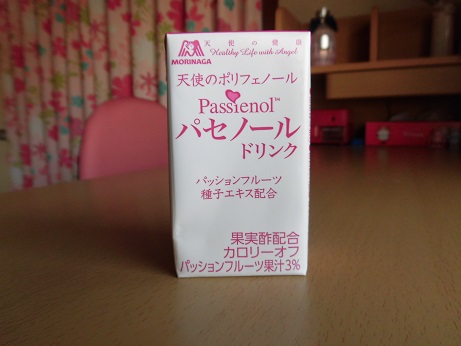 天使の健康
Healthy Life with Angel
MORINAGA
天使のポリフェノール
Passienol™
パセノール
ドリンク
パッションフルーツ
種子エキス配合
果実酢配合
カロリーオフ
パッションフルーツ果汁3%